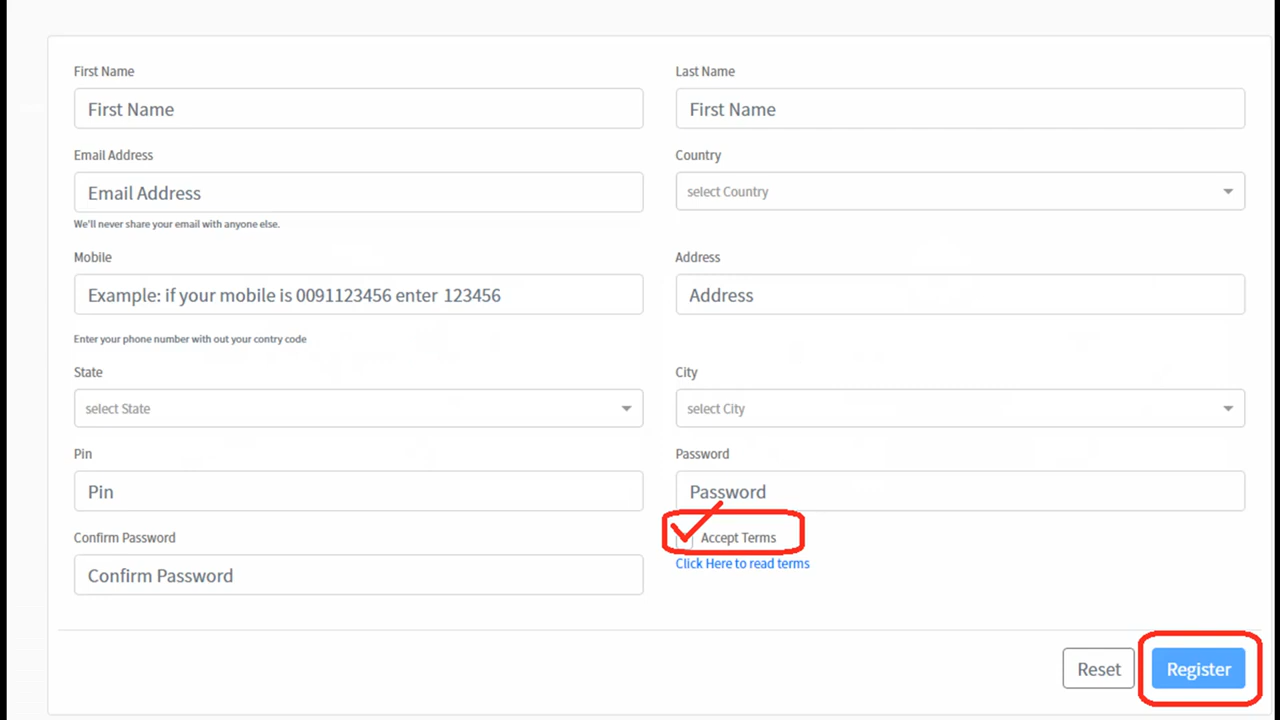 First Name
Last Name
First Name
First Name
Email Address
Country
Email Address
select Country
We'll never share your email with anyone else.
Mobile
Address
Example: if your mobile is 0091123456 enter 123456
Address
Enter your phone number with out your contry code
State
City
select State
select City
Pin
Password
Pin
Password
Confirm Password
Accept Terms
Confirm Password
Click Here to read terms
Reset
Register